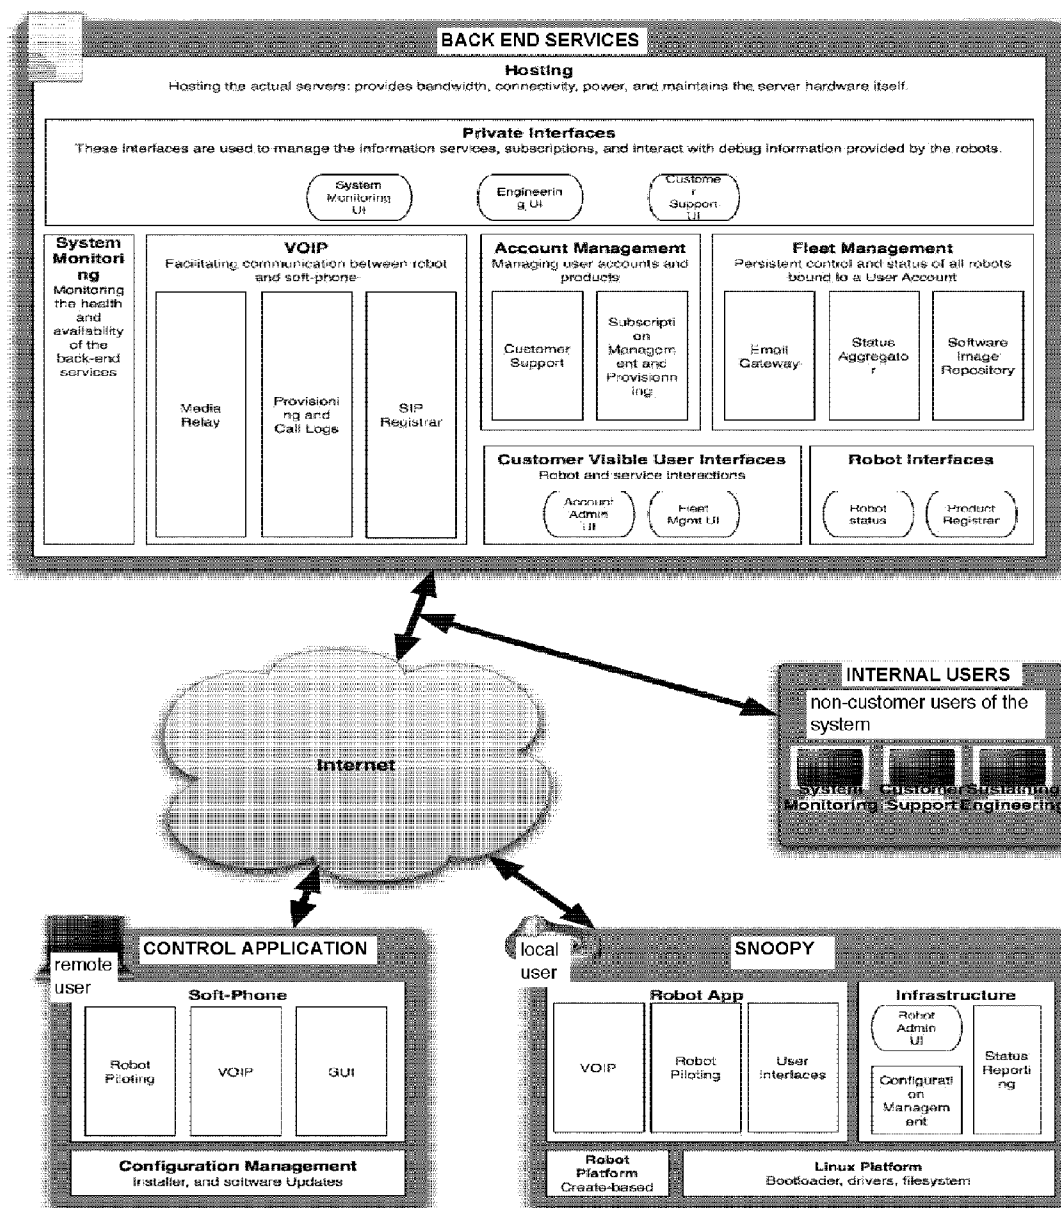 BACK END SERVICES
Hosting
Hosting the actual servers: provides bandwidth, connectivity, power, and maintains the server hardware itself.
Private Interfaces
These interfaces are used to manage the information services, subscriptions, and interact with debug information provided by the robots.
System
Monitoring
UI
Engineerin
g UI
Custome
r
Support
UI
System
Monitori
ng
Monitoring
the health
and
availability
of the
back-end
services
VOIP
Facilitating communication between robot
and soft-phone
Media
Relay
Provisioni
ng and
Call Logs
SIP
Registrar
Account Management
Managing user accounts and
products
Customer
Support
Subscripti
on
Managem
ent and
Provisionn
ing
Fleet Management
Persistent control and status of all robots
bound to a User Account
Email
Gateway
Status
Aggregato
r
Software
Image
Repository
Customer Visible User Interfaces
Robot and service interactions
Account
Admin
UI
Fleet
Mgmt UI
Robot Interfaces
Robot
status
Product
Registrar
Internet
INTERNAL USERS
non-customer users of the
system
System
Monitoring
Customer
Support
Sustaining
Engineering
CONTROL APPLICATION
remote
user
Soft-Phone
Robot
Piloting
VOIP
GUI
Configuration Management
Installer, and software Updates
local
user
SNOOPY
Robot App
VOIP
Robot
Piloting
User
Interfaces
Infrastructure
Robot
Admin
UI
Configurati
on
Managem
ent
Status
Reporti
ng
Robot
Platform
Create-based
Linux Platform
Bootloader, drivers, filesystem